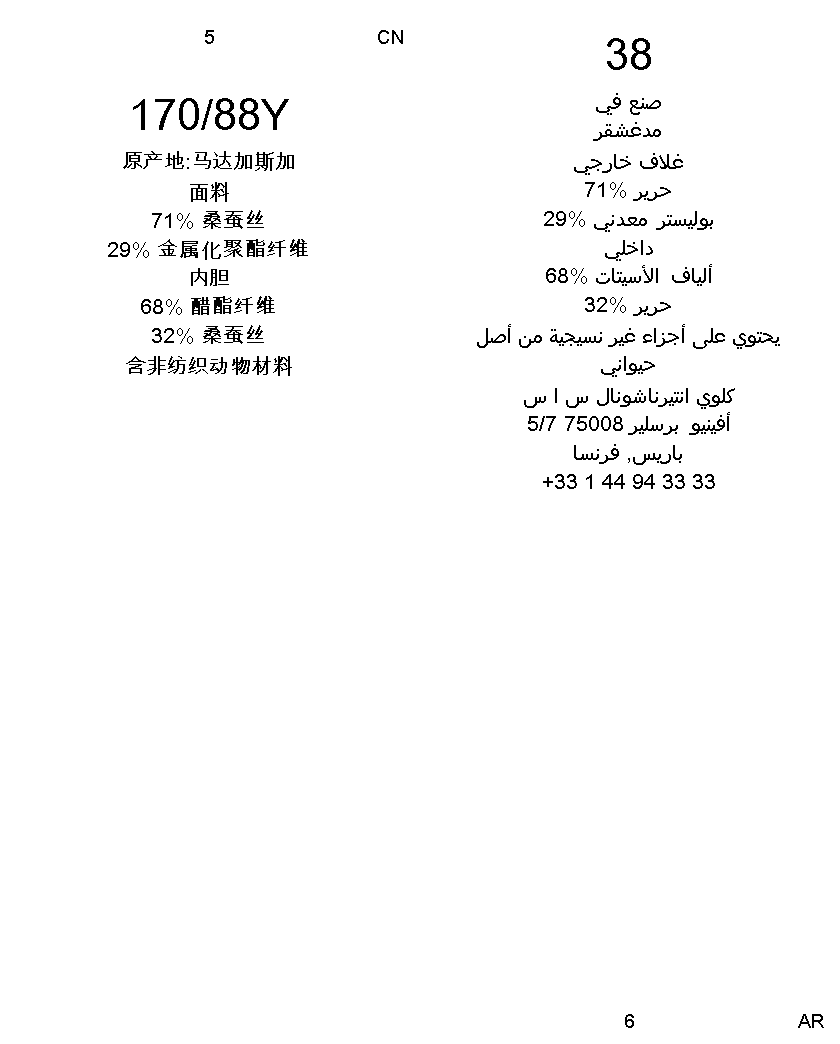 5
CN
170/88Y
原产地:马达加斯加
面料
71% 桑蚕丝
29% 金属化聚酯纤维
内胆
68% 醋酯纤维
32% 桑蚕丝
含非纺织动物材料
38
صنع في
مدغشقر
غلاف خارجي
حرير %71
بوليستر معدني %29
داخلي
ألياف الأسيتات %68
حرير %32
يحتوي على أجزاء غير نسيجية من أصل
حيواني
كلوي انتيرناشونال س ا س
أفينيو برسلير 75008 5/7
باريس, فرنسا
+33 1 44 94 33 33
6
AR